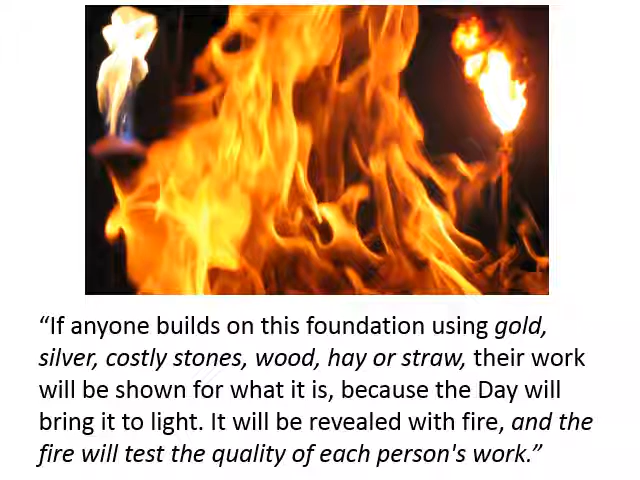 “If anyone builds on this foundation using gold,
silver, costly stones, wood, hay or straw, their work
will be shown for what it is, because the Day will
bring it to light. It will be revealed with fire, and the
fire will test the quality of each person's work.”